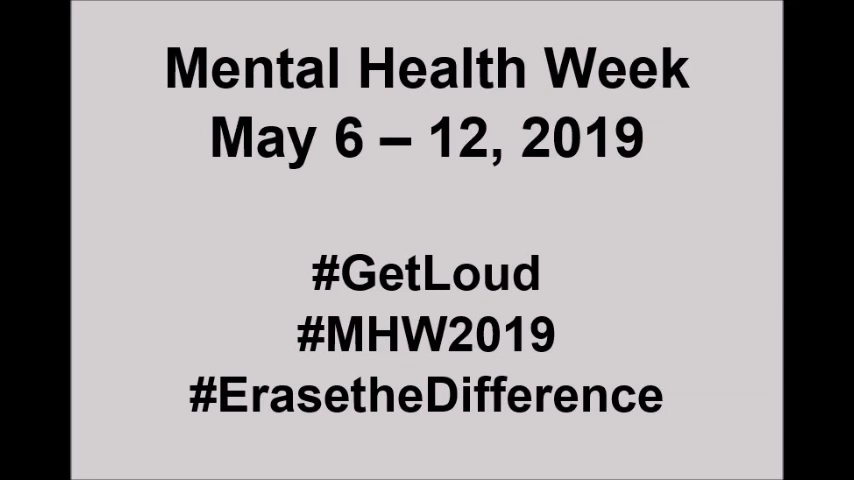 Mental Health Week
May 6 – 12, 2019
#GetLoud
#MHW2019
#ErasetheDifference